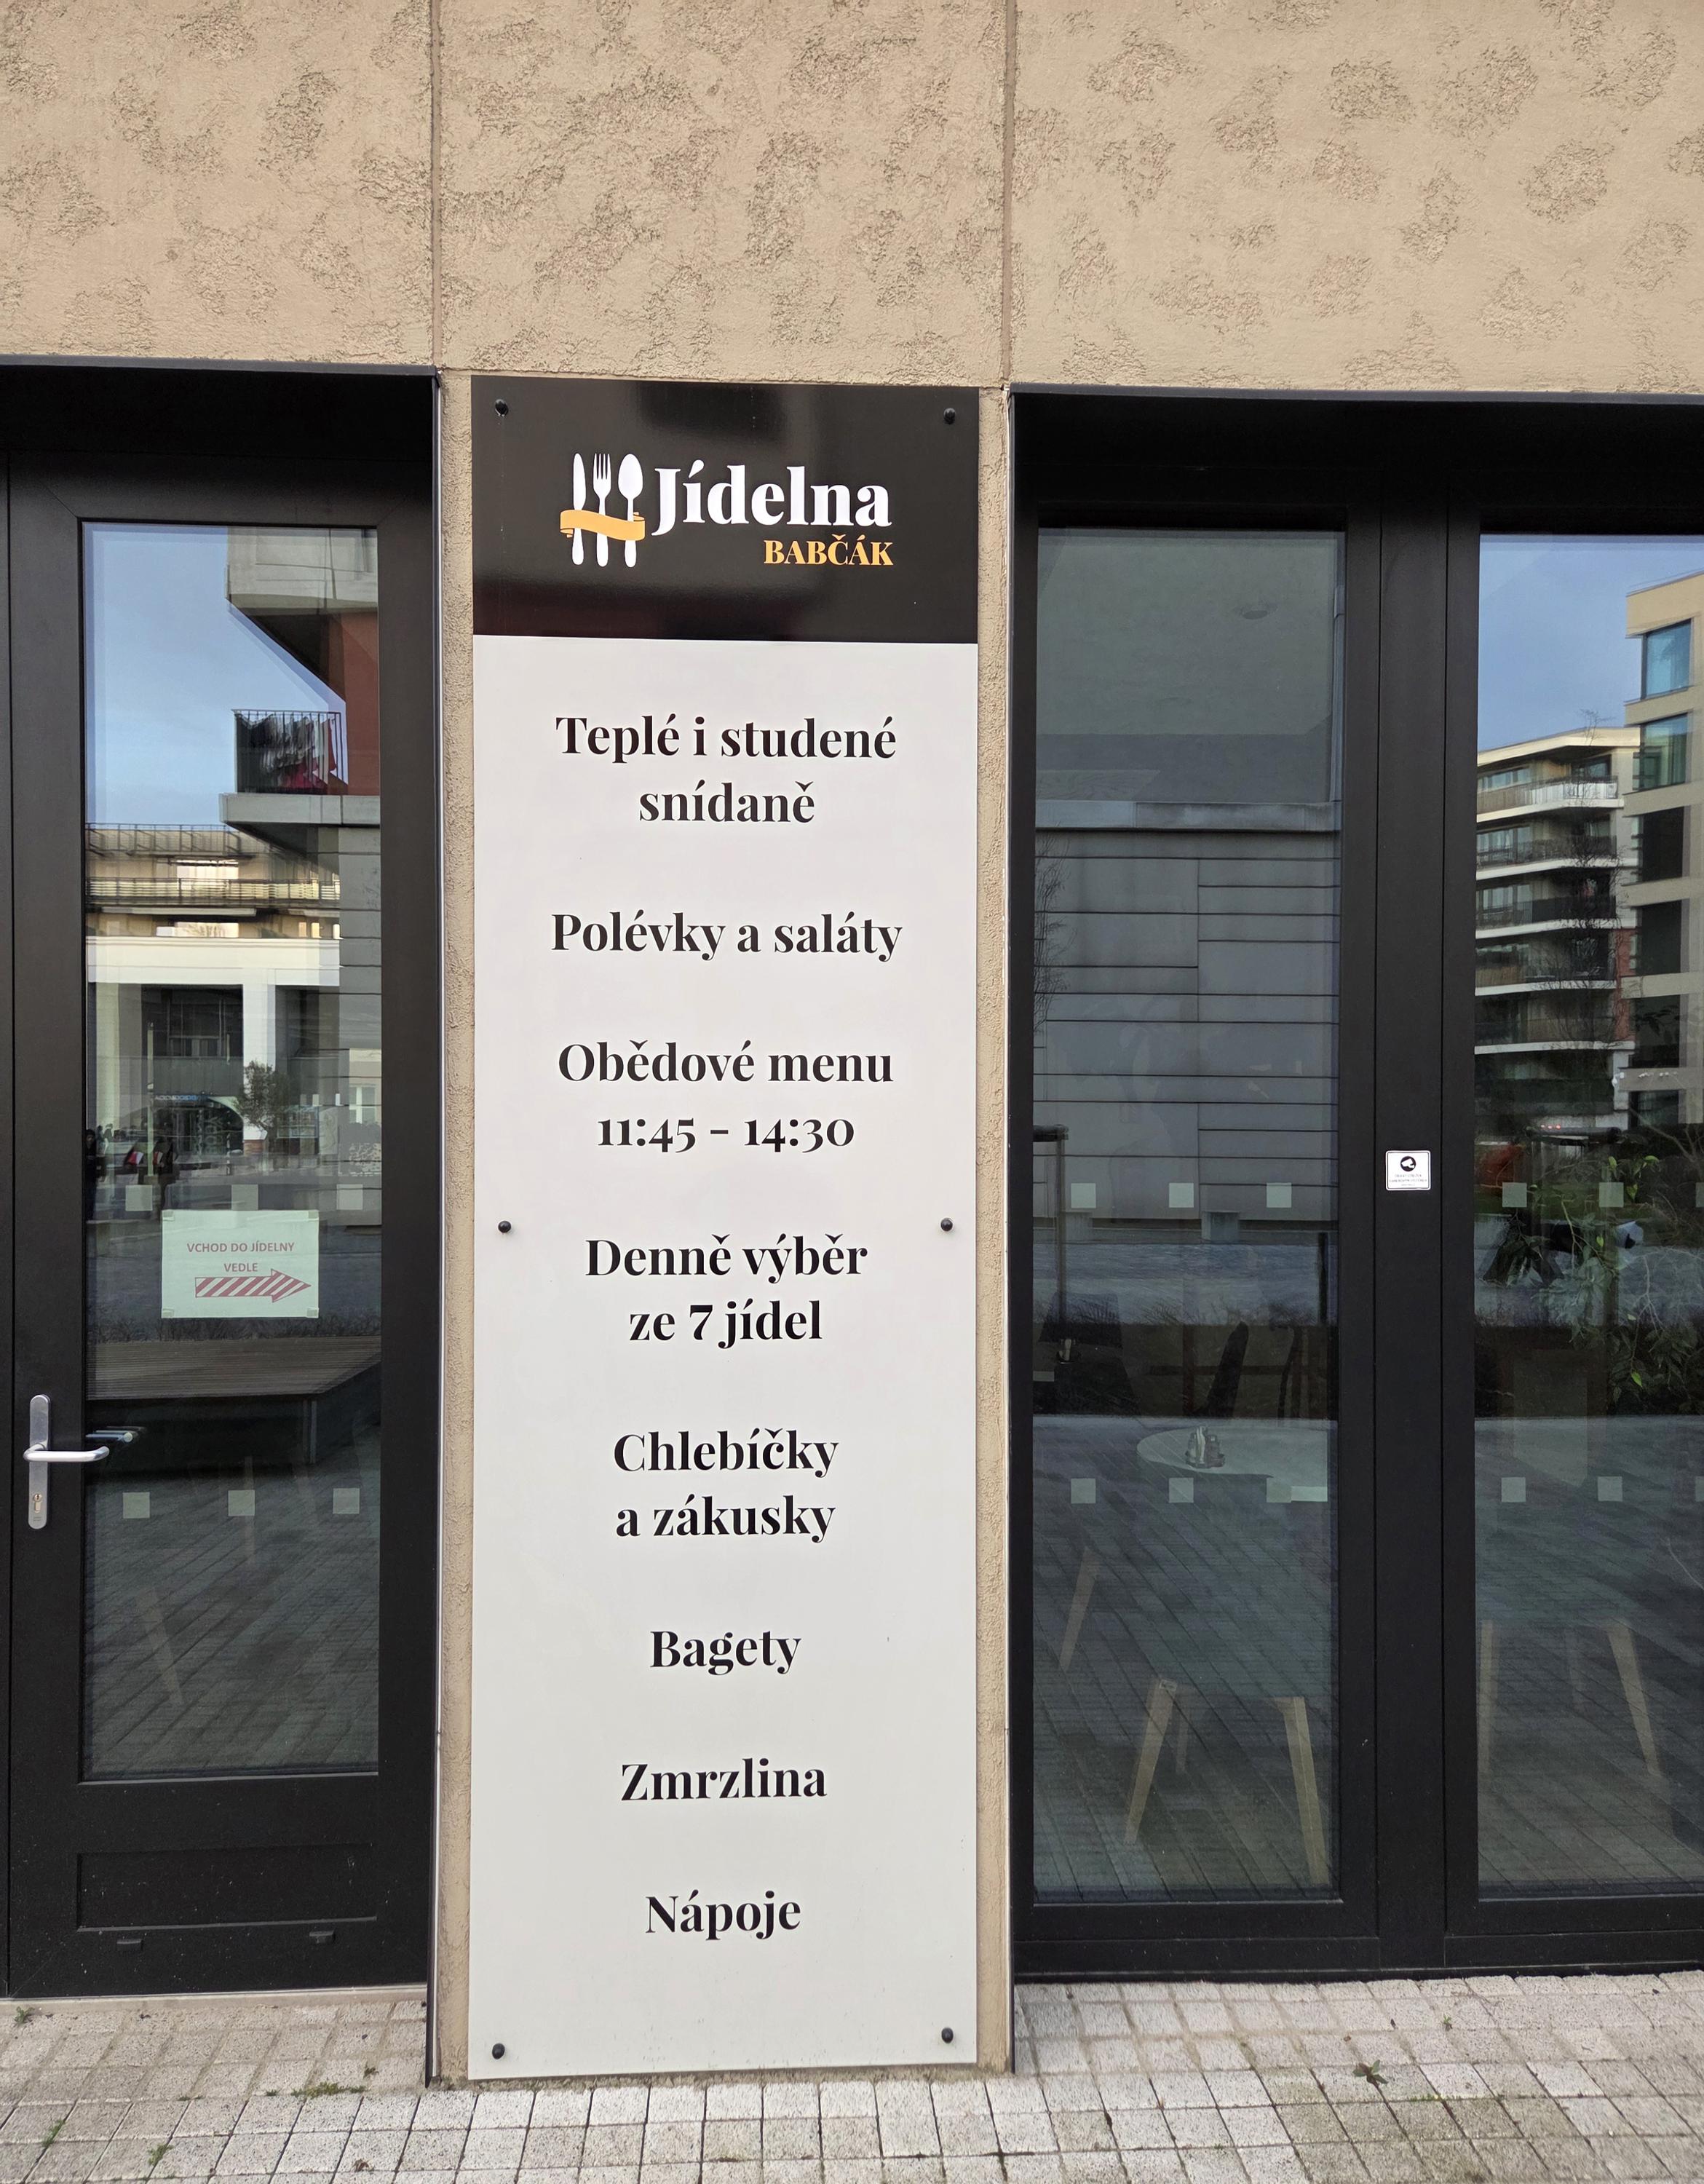 Jídelna
BABČÁK
Teplé i studené
snídaně
Polévky a saláty
Obědové menu
11:45 - 14:30
Denně výběr
ze 7 jídel
Chlebíčky
a zákusky
Bagety
Zmrzlina
Nápoje
VCHOD DO JÍDELNY
VEDLE